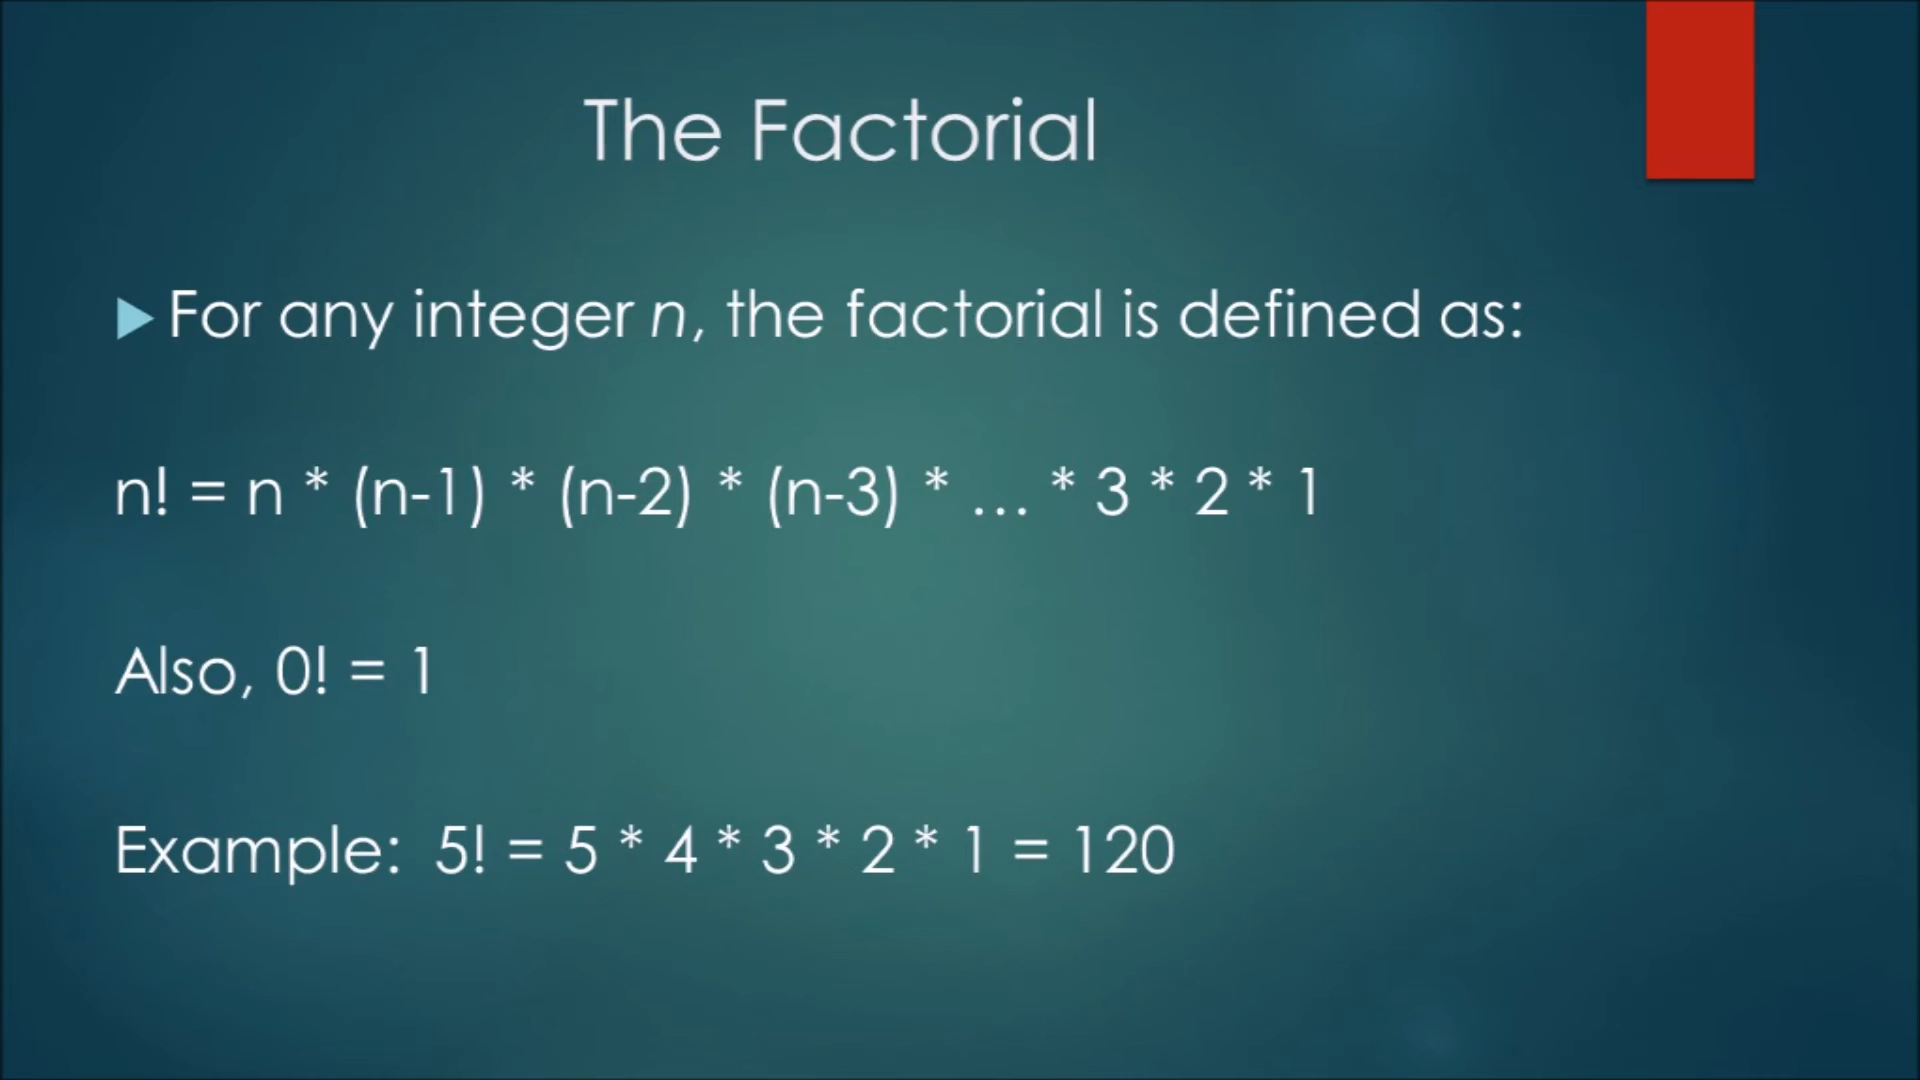 The Factorial
For any integer n, the factorial is defined as:
n! = n * (n-1) * (n-2) * (n-3) * … * 3 * 2 * 1
Also, 0! = 1
Example: 5! = 5 * 4 * 3 * 2 * 1 = 120